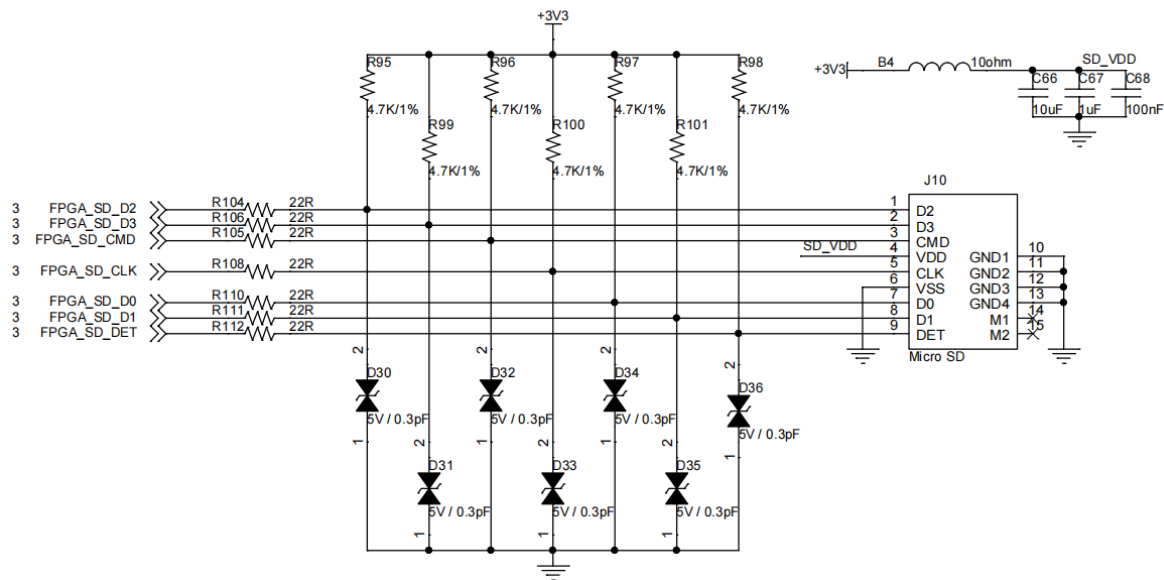 +3V3
R95 R96 R97 R98
+3V3 B4 10ohm SD_VDD
C66 C67 C68
10uF 1uF 100nF
4.7K/1% 4.7K/1% 4.7K/1% 4.7K/1%
R99 R100 R101
4.7K/1% 4.7K/1% 4.7K/1%
J10
3 FPGA_SD_D2 R104 22R 1 D2
3 FPGA_SD_D3 R106 22R 2 D3
3 FPGA_SD_CMD R105 22R 3 CMD
SD_VDD 4 VDD GND1 10
3 FPGA_SD_CLK R108 22R 5 CLK GND2 11
6 VSS GND3 12
3 FPGA_SD_D0 R110 22R 7 D0 GND4 13
3 FPGA_SD_D1 R111 22R 8 D1 M1 14
3 FPGA_SD_DET R112 22R 9 DET M2 15
Micro SD
2 2 2 2
D30 D32 D34 D36
5V / 0.3pF 5V / 0.3pF 5V / 0.3pF 5V / 0.3pF
1 2 1 2 1 2 1
D31 D33 D35
5V / 0.3pF 5V / 0.3pF 5V / 0.3pF
1 1 1